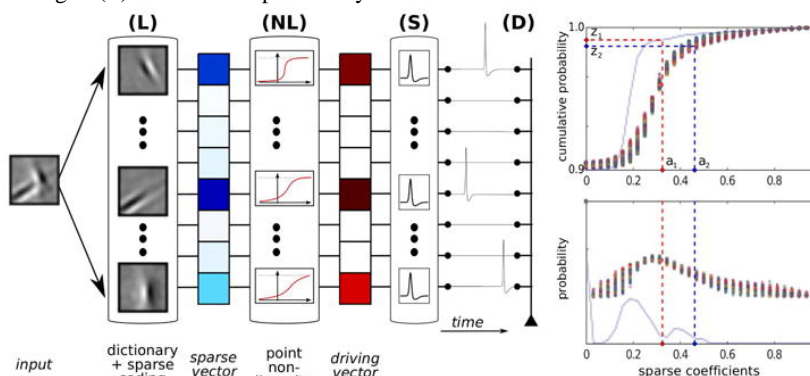 (L) (NL) (S) (D)
input
dictionary
+ sparse
sparse
vector
point
non-
driving
vector
time
1.0
z1
z2
cumulative probability
0.9
a1
a2
0 0.2 0.4 0.6 0.8
probability
0 0.2 0.4 0.6 0.8
sparse coefficients